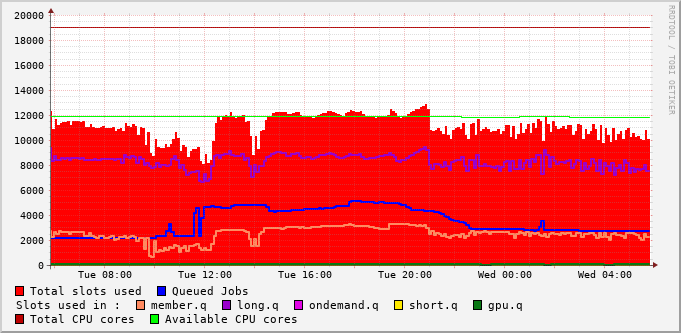 20000
18000
16000
14000
12000
10000
8000
6000
4000
2000
0
Tue 08:00 Tue 12:00 Tue 16:00 Tue 20:00 Wed 00:00 Wed 04:00
Total slots used Queued Jobs
Slots used in : member.q long.q ondemand.q short.q gpu.q
Total CPU cores
Available CPU cores
RRDTOOL / TOBI OETIKER